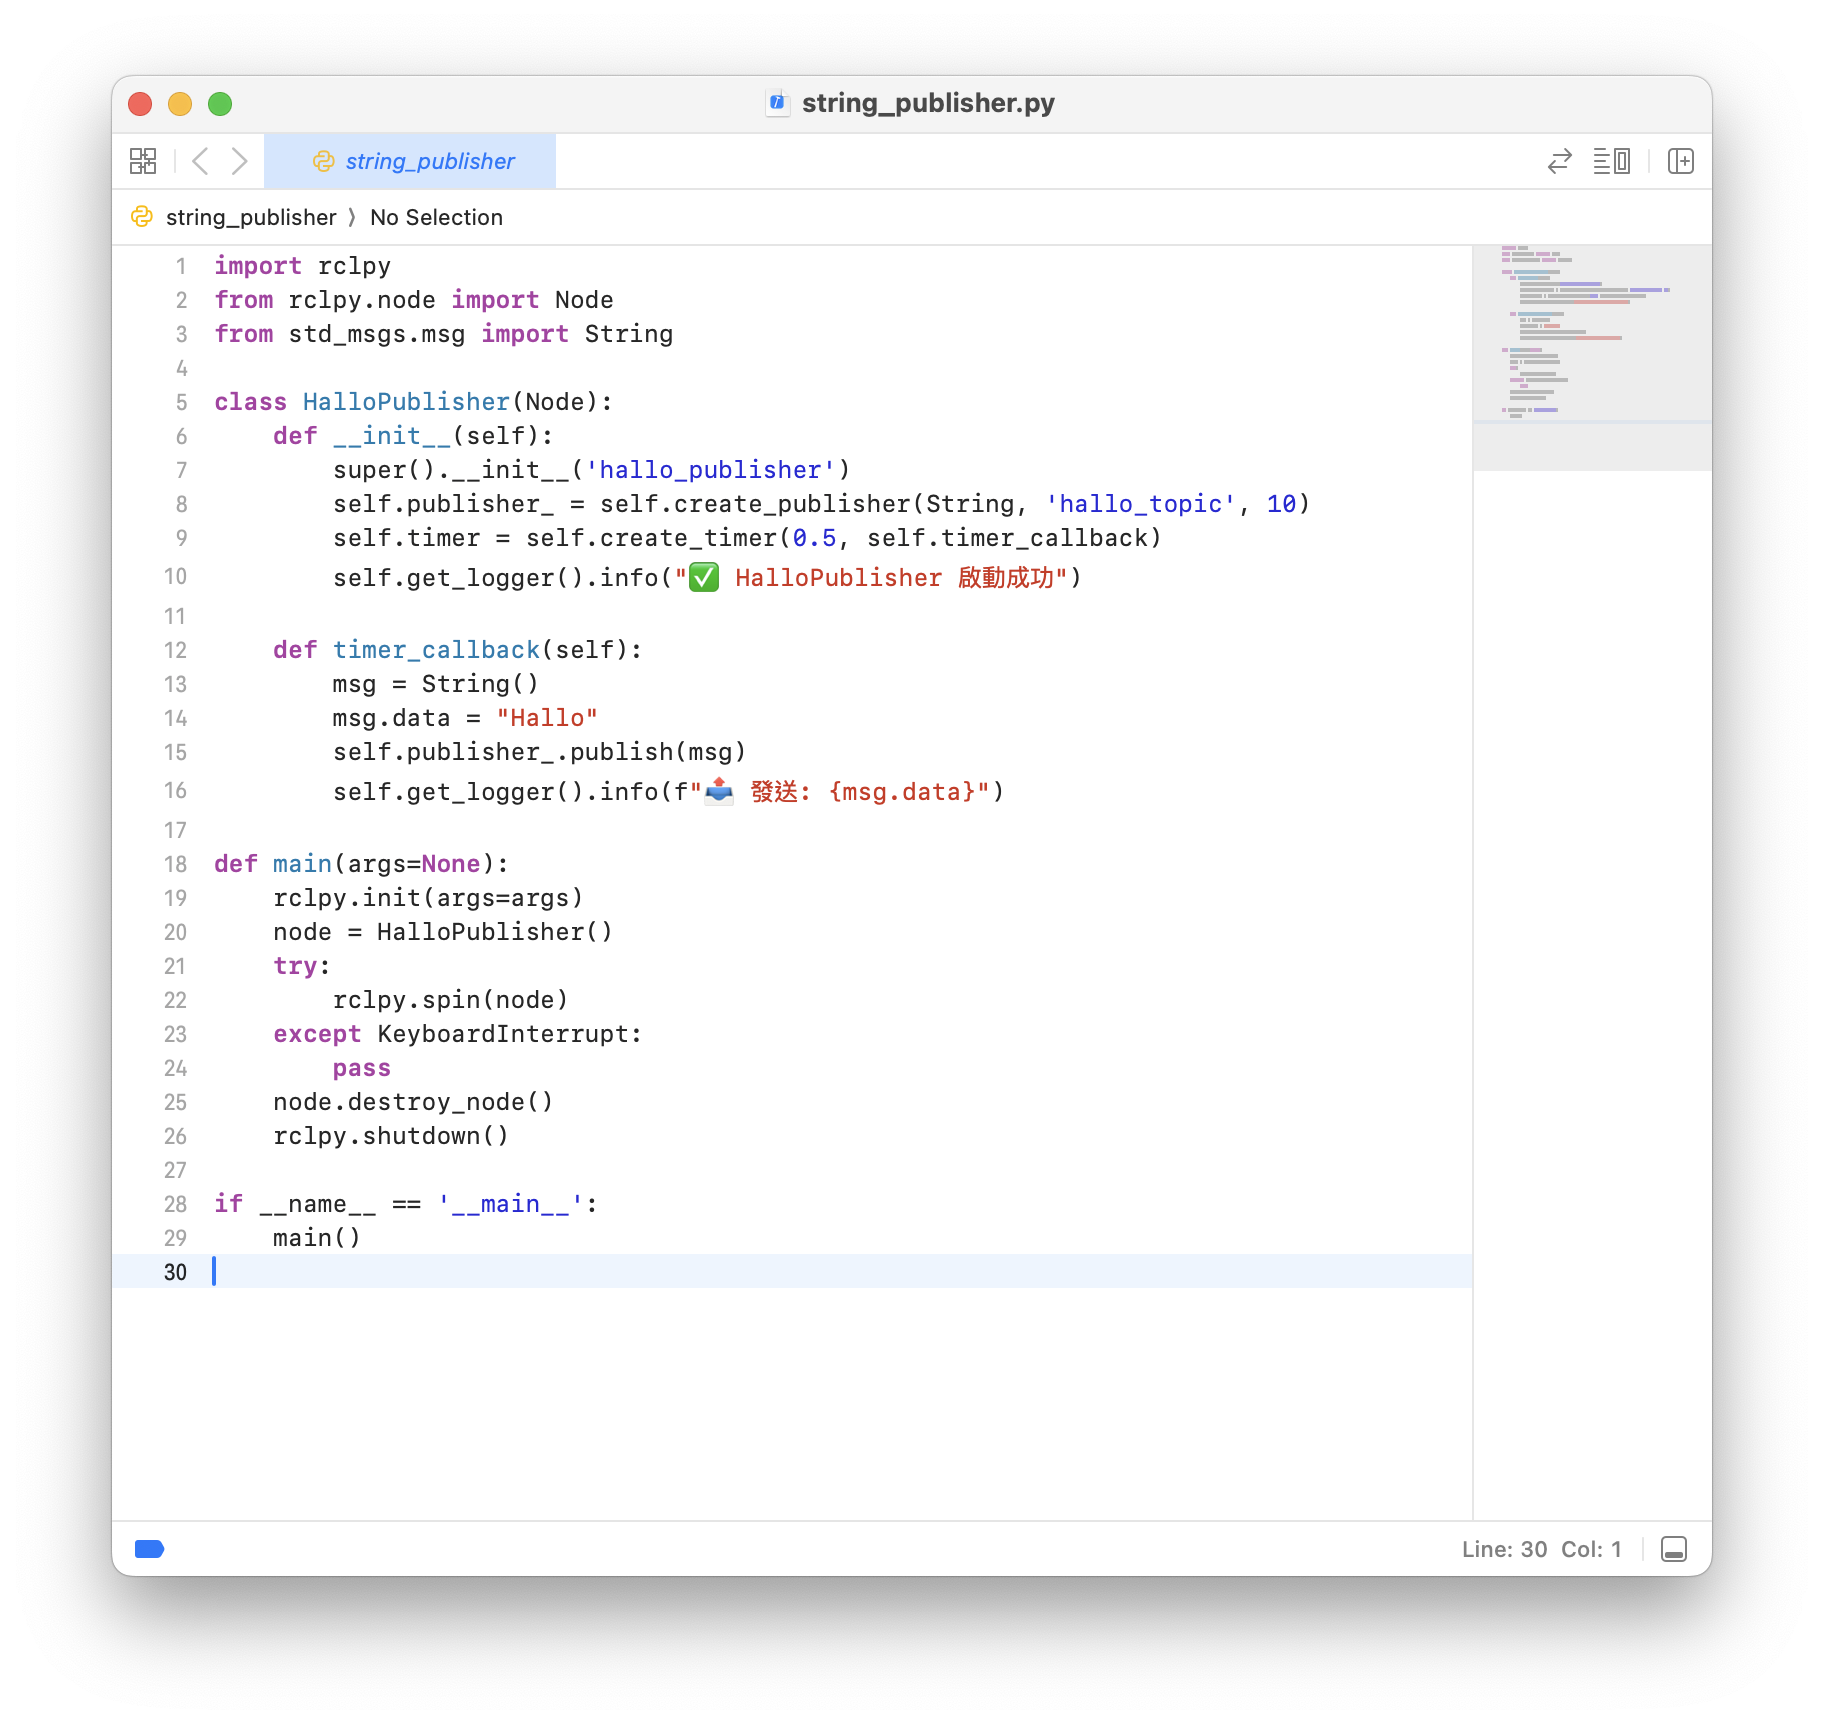 string_publisher.py
string_publisher
string_publisher 〉 No Selection
1 import rclpy
2 from rclpy.node import Node
3 from std_msgs.msg import String
4
5 class HalloPublisher(Node):
6     def __init__(self):
7         super().__init__('hallo_publisher')
8         self.publisher_ = self.create_publisher(String, 'hallo_topic', 10)
9         self.timer = self.create_timer(0.5, self.timer_callback)
10         self.get_logger().info("✅ HalloPublisher 啟動成功")
11
12     def timer_callback(self):
13         msg = String()
14         msg.data = "Hallo"
15         self.publisher_.publish(msg)
16         self.get_logger().info(f"📤 發送: {msg.data}")
17
18 def main(args=None):
19     rclpy.init(args=args)
20     node = HalloPublisher()
21     try:
22         rclpy.spin(node)
23     except KeyboardInterrupt:
24         pass
25     node.destroy_node()
26     rclpy.shutdown()
27
28 if __name__ == '__main__':
29     main()
30
Line: 30 Col: 1